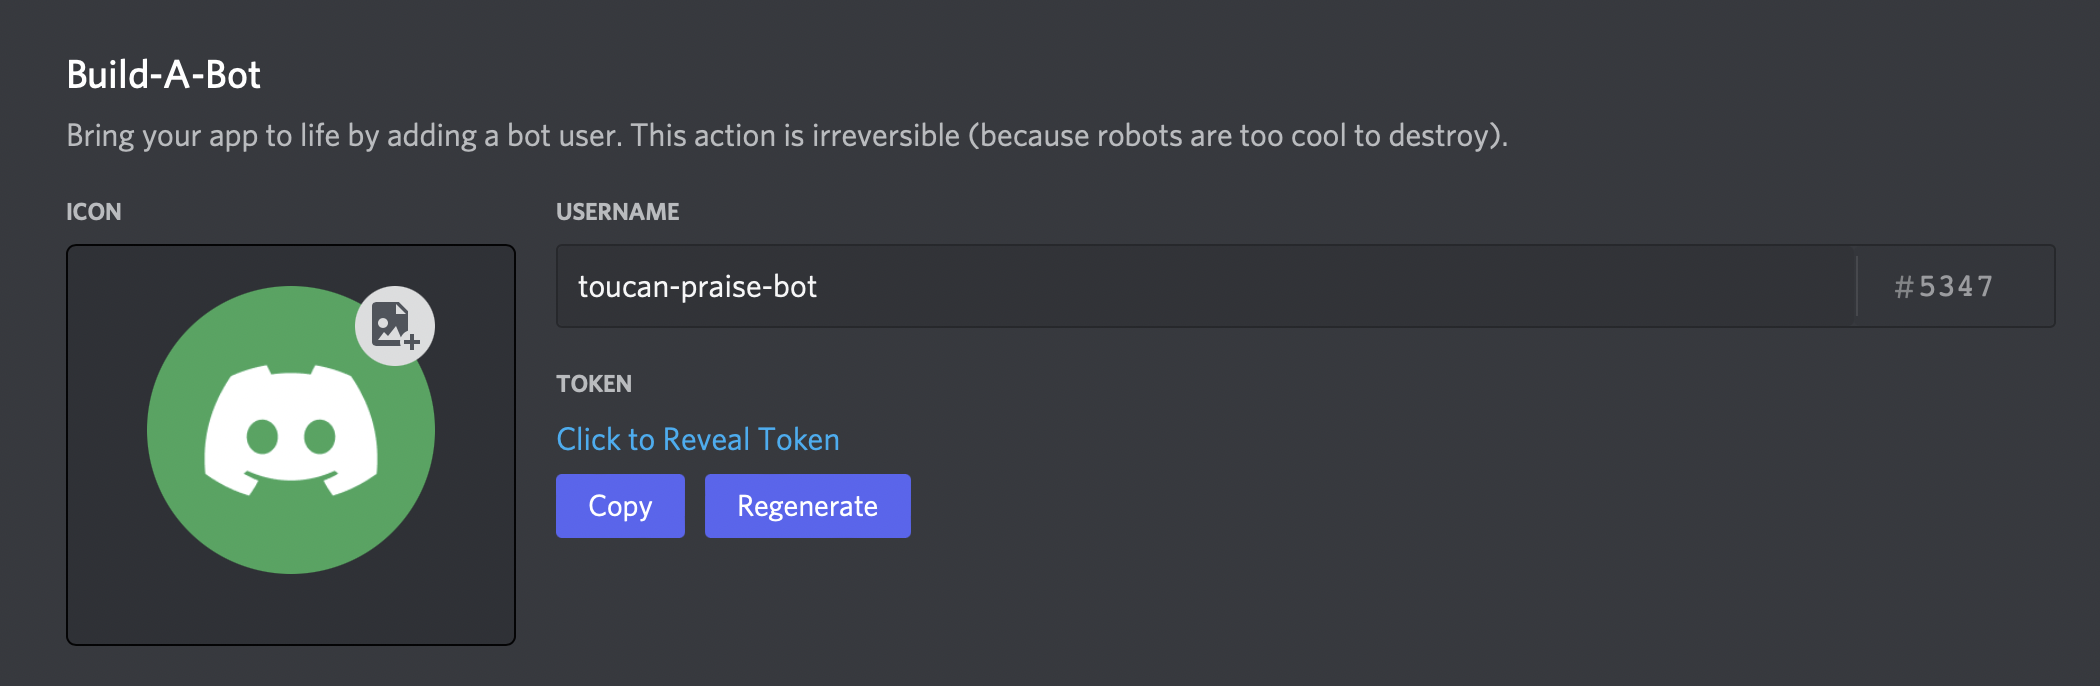 Build-A-Bot
Bring your app to life by adding a bot user. This action is irreversible (because robots are too cool to destroy).
ICON
USERNAME
toucan-praise-bot
#5347
TOKEN
Click to Reveal Token
Copy
Regenerate